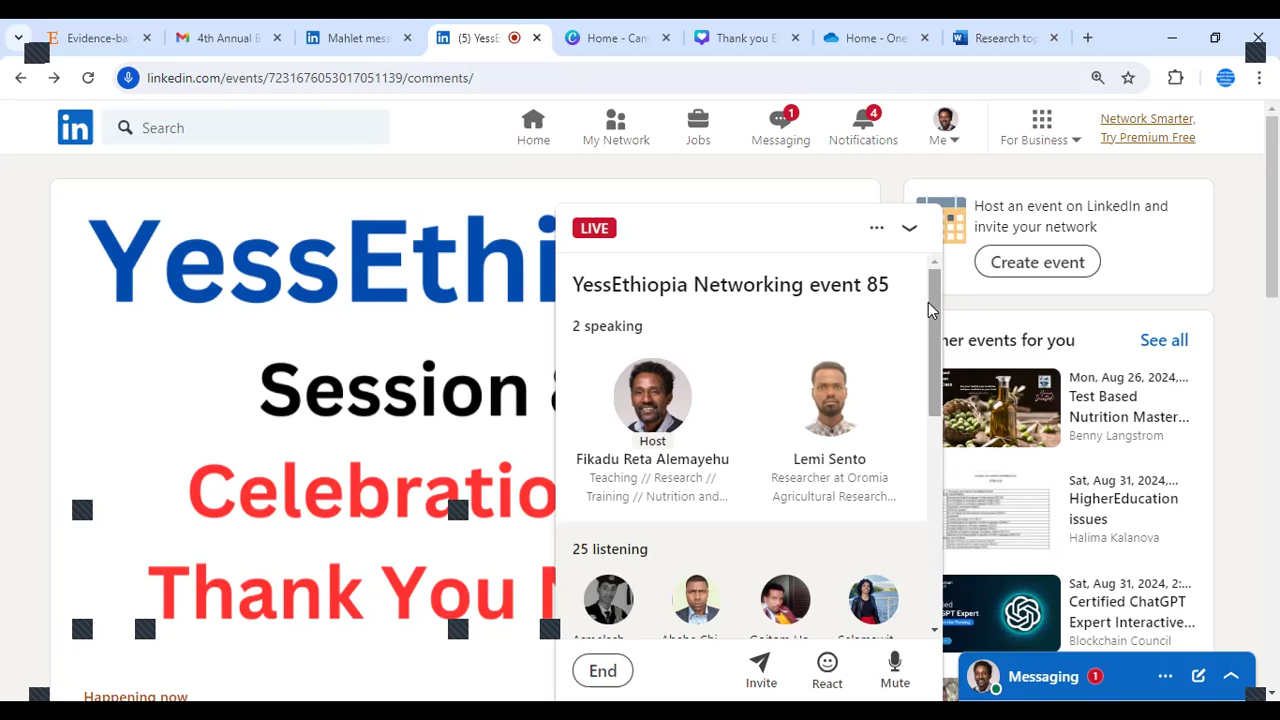 Evidence-ba
4th Annual B
Mahlet mess
(5) YessE
Home - Can
Thank you E
Home - One
Research top
linkedin.com/events/7231676053017051139/comments/
in
Search
Home
My Network
Jobs
1
Messaging
4
Notifications
Me
For Business
Network Smarter,
Try Premium Free
YessEthi
Session
Celebratio
Thank You
Happening now
LIVE
YessEthiopia Networking event 85
2 speaking
Host
Fikadu Reta Alemayehu
Teaching // Research //
Training // Nutrition and...
Lemi Sento
Researcher at Oromia
Agricultural Research...
25 listening
End
Invite
React
Mute
Host an event on LinkedIn and
invite your network
Create event
her events for you
See all
Mon, Aug 26, 2024,...
Test Based
Nutrition Master...
Benny Langstrom
Sat, Aug 31, 2024,...
HigherEducation
issues
Halima Kalanova
Sat, Aug 31, 2024, 2:...
Certified ChatGPT
Expert Interactive...
Blockchain Council
Messaging 1